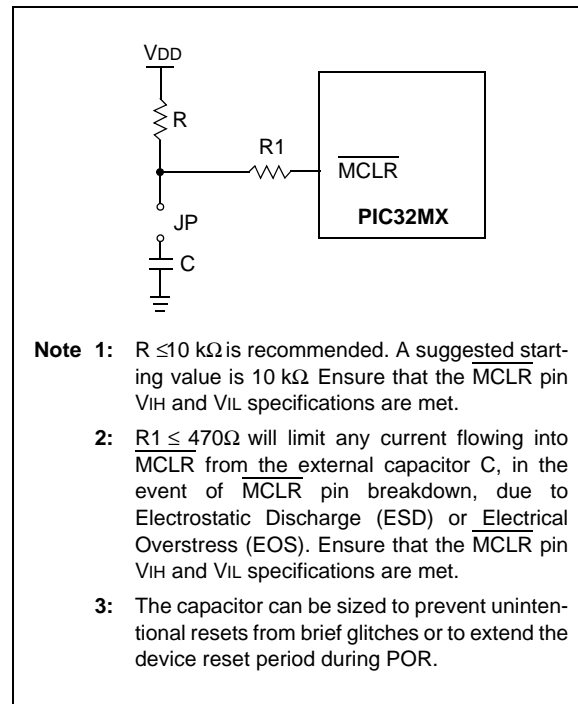 VDD
R
R1
MCLR
JP
PIC32MX
C
Note 1: R ≤10 kΩ is recommended. A suggested start-
ing value is 10 kΩ Ensure that the MCLR pin
VIH and VIL specifications are met.
2: R1 ≤ 470Ω will limit any current flowing into
MCLR from the external capacitor C, in the
event of MCLR pin breakdown, due to
Electrostatic Discharge (ESD) or Electrical
Overstress (EOS). Ensure that the MCLR pin
VIH and VIL specifications are met.
3: The capacitor can be sized to prevent uninten-
tional resets from brief glitches or to extend the
device reset period during POR.